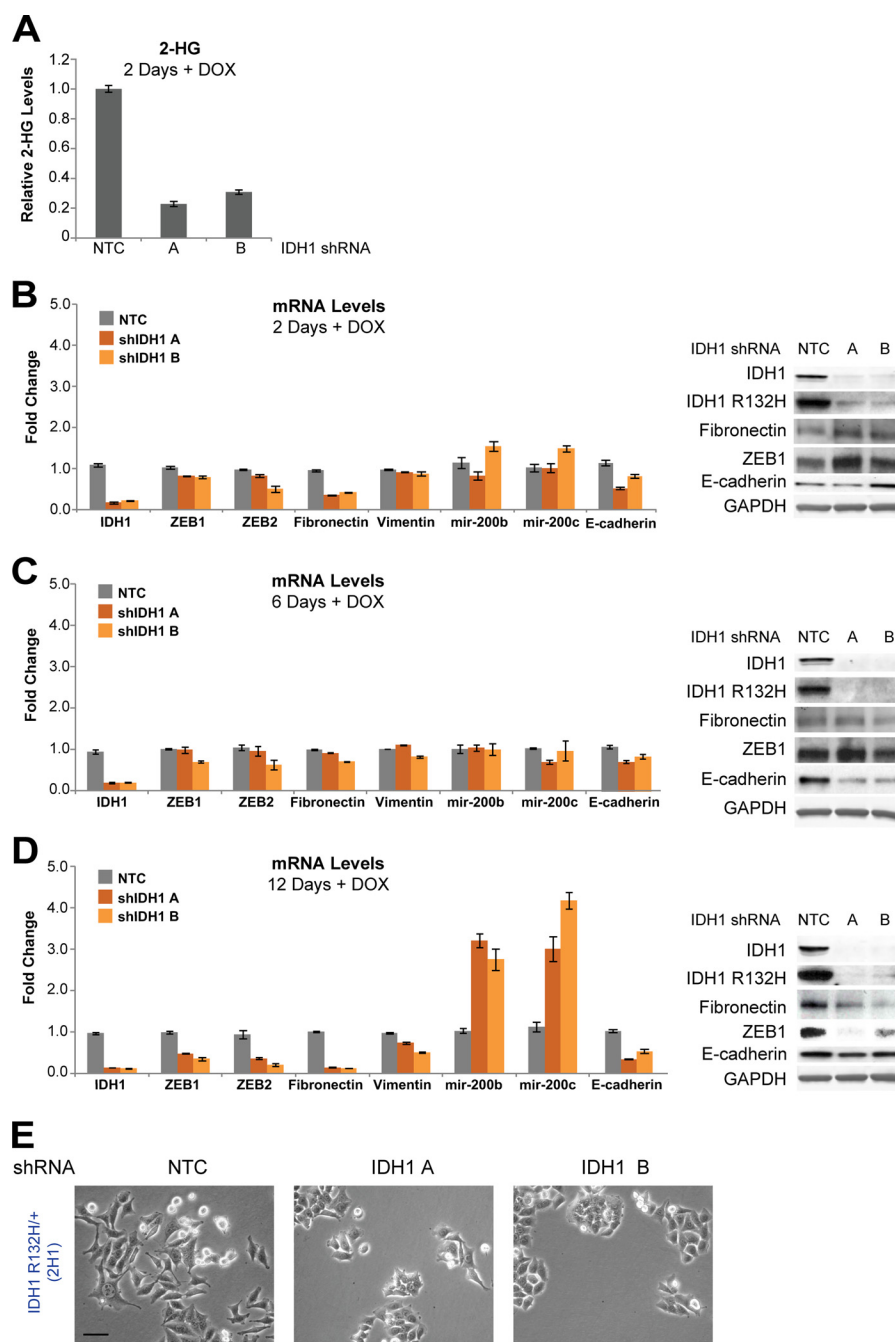 A
2-HG
2 Days + DOX
Relative 2-HG Levels
1.2
1.0
0.8
0.6
0.4
0.2
0
NTC A B IDH1 shRNA
B
mRNA Levels
2 Days + DOX
NTC
shIDH1 A
shIDH1 B
Fold Change
5.0
4.0
3.0
2.0
1.0
0.0
IDH1 ZEB1 ZEB2 Fibronectin Vimentin mir-200b mir-200c E-cadherin
IDH1 shRNA NTC A B
IDH1
IDH1 R132H
Fibronectin
ZEB1
E-cadherin
GAPDH
C
mRNA Levels
6 Days + DOX
NTC
shIDH1 A
shIDH1 B
Fold Change
5.0
4.0
3.0
2.0
1.0
0.0
IDH1 ZEB1 ZEB2 Fibronectin Vimentin mir-200b mir-200c E-cadherin
IDH1 shRNA NTC A B
IDH1
IDH1 R132H
Fibronectin
ZEB1
E-cadherin
GAPDH
D
mRNA Levels
12 Days + DOX
NTC
shIDH1 A
shIDH1 B
Fold Change
5.0
4.0
3.0
2.0
1.0
0.0
IDH1 ZEB1 ZEB2 Fibronectin Vimentin mir-200b mir-200c E-cadherin
IDH1 shRNA NTC A B
IDH1
IDH1 R132H
Fibronectin
ZEB1
E-cadherin
GAPDH
E
shRNA NTC IDH1 A IDH1 B
IDH1 R132H/+
(2H1)